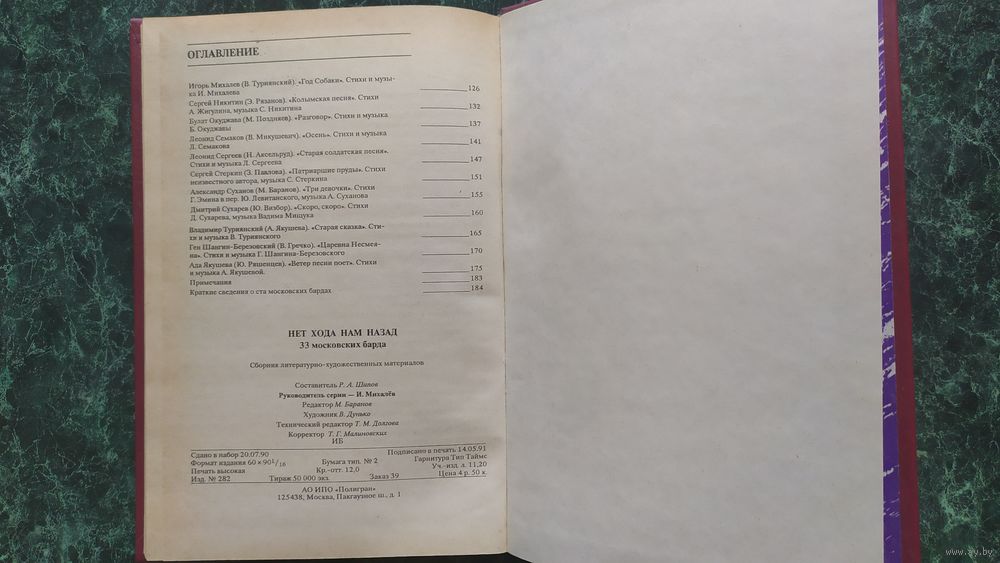 ОГЛАВЛЕНИЕ
Игорь Михалев (В. Туриянский). «Год Собаки». Стихи и музы-
ка И. Михалева 126
Сергей Никитин (Э. Рязанов). «Колымская песня». Стихи
А. Жигулина, музыка С. Никитина 132
Булат Окуджава (М. Поздняев). «Разговор». Стихи и музыка
Б. Окуджавы 137
Леонид Семаков (В. Микушевич). «Осень». Стихи и музыка
Л. Семакова 141
Леонид Сергеев (Н. Аксельруд). «Старая солдатская песня».
Стихи и музыка Л. Сергеева 147
Сергей Стеркин (З. Павлова). «Патриаршие пруды». Стихи
неизвестного автора, музыка С. Стеркина 151
Александр Суханов (М. Баранов). «Три девочки». Стихи
Г. Эмина в пер. Ю. Левитанского, музыка А. Суханова 155
Дмитрий Сухарев (Ю. Визбор). «Скоро, скоро». Стихи
Д. Сухарева, музыка Вадима Мищука 160
Владимир Туриянский (А. Якушева). «Старая сказка». Сти-
хи и музыка В. Туриянского 165
Ген Шангин-Березовский (В. Гречко). «Царевна Несмея-
на». Стихи и музыка Г. Шангина-Березовского 170
Ада Якушева (Ю. Ряшенцев). «Ветер песни поет». Стихи
и музыка А. Якушевой. 175
Примечания 183
Краткие сведения о ста московских бардах 184
НЕТ ХОДА НАМ НАЗАД
33 московских барда
Сборник литературно-художественных материалов
Составитель Р. А. Шипов
Руководитель серии — И. Михалёв
Редактор М. Баранов
Художник В. Дунько
Технический редактор Т. М. Долгова
Корректор Т. Г. Малиновских
ИБ
Сдано в набор 20.07.90 Подписано в печать 14.05.91
Формат издания 60×90¹/₁₆ Бумага тип. № 2 Гарнитура Тип Таймс
Печать высокая Кр.-отт. 12,0 Уч.-изд. л. 11,20
Изд. № 282 Тираж 50 000 экз. Заказ 39 Цена 4 р. 50 к.
АО ИПО «Полигран»
125438, Москва, Пакгаузное ш., д. 1
www.ay.by